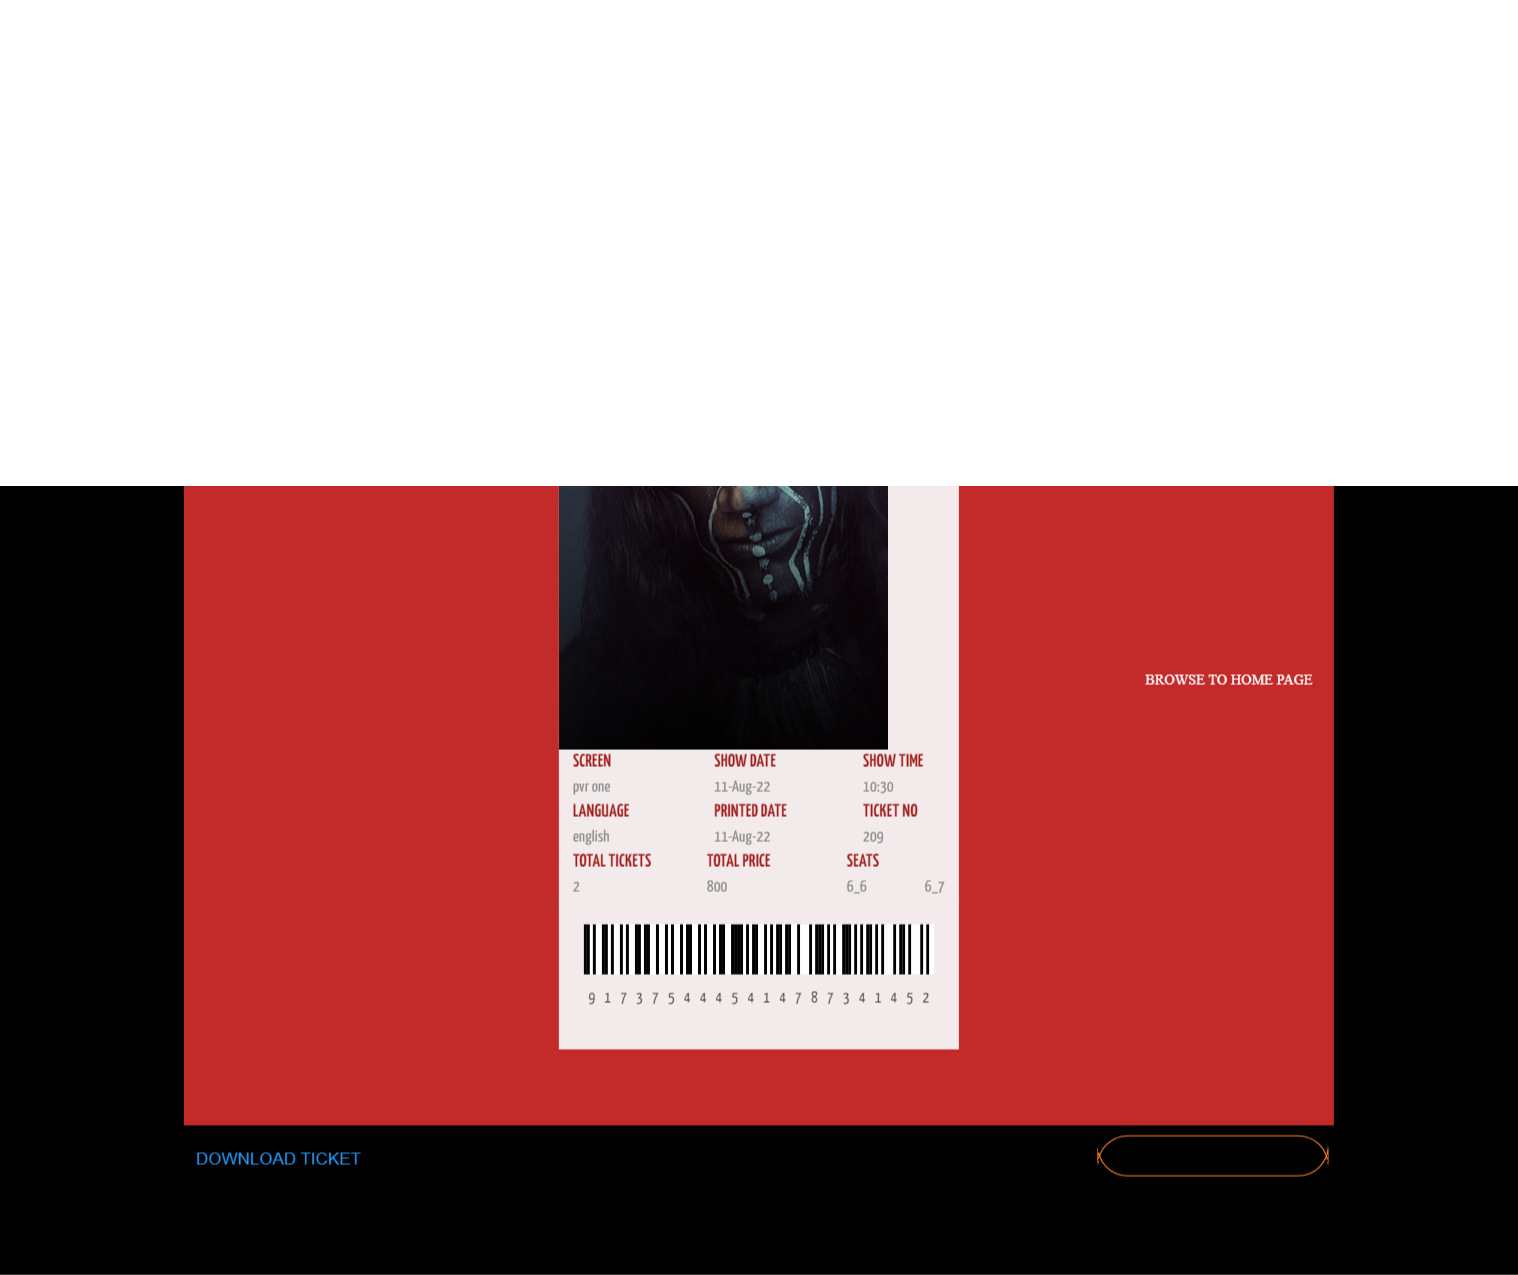 BROWSE TO HOME PAGE
SCREEN SHOW DATE SHOW TIME
pvr one 11-Aug-22 10:30
LANGUAGE PRINTED DATE TICKET NO
english 11-Aug-22 209
TOTAL TICKETS TOTAL PRICE SEATS
2 800 6_6 6_7
9 1 7 3 7 5 4 4 4 5 4 1 4 7 8 7 3 4 1 4 5 2
DOWNLOAD TICKET